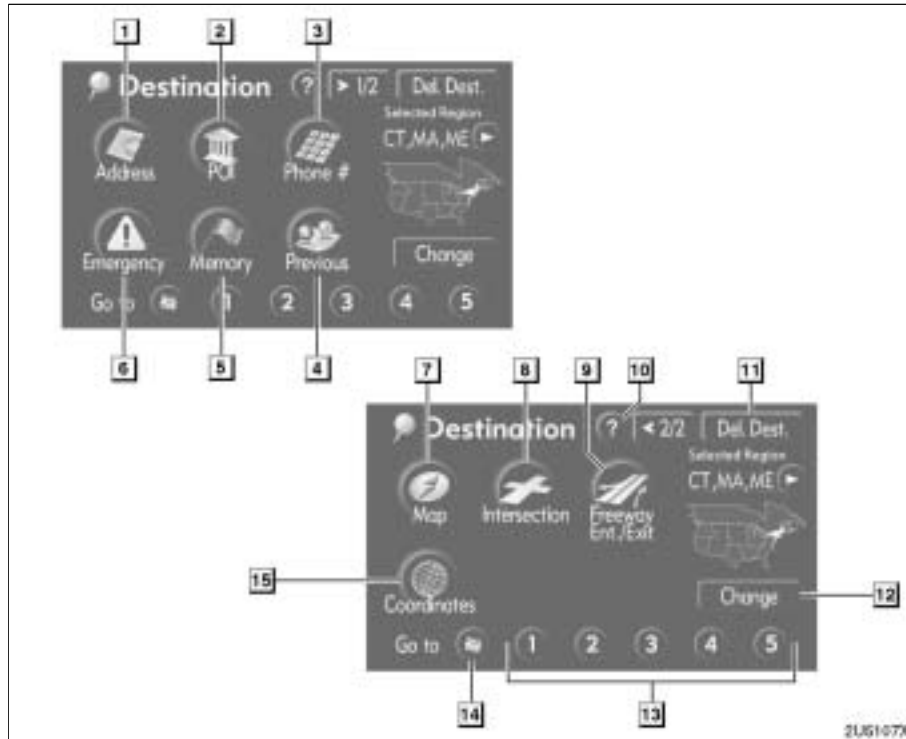 1 2 3
Destination ? > 1/2 Del. Dest.
Selected Region
CT,MA,ME
Address POI Phone #
Emergency Memory Previous Change
Go to 1 2 3 4 5
6 5 4
7 8 9 10 11
Destination ? < 2/2 Del. Dest.
Selected Region
CT,MA,ME
Map Intersection Freeway
Ent./Exit
15
Coordinates Change 12
Go to 1 2 3 4 5
14 13
2US107X